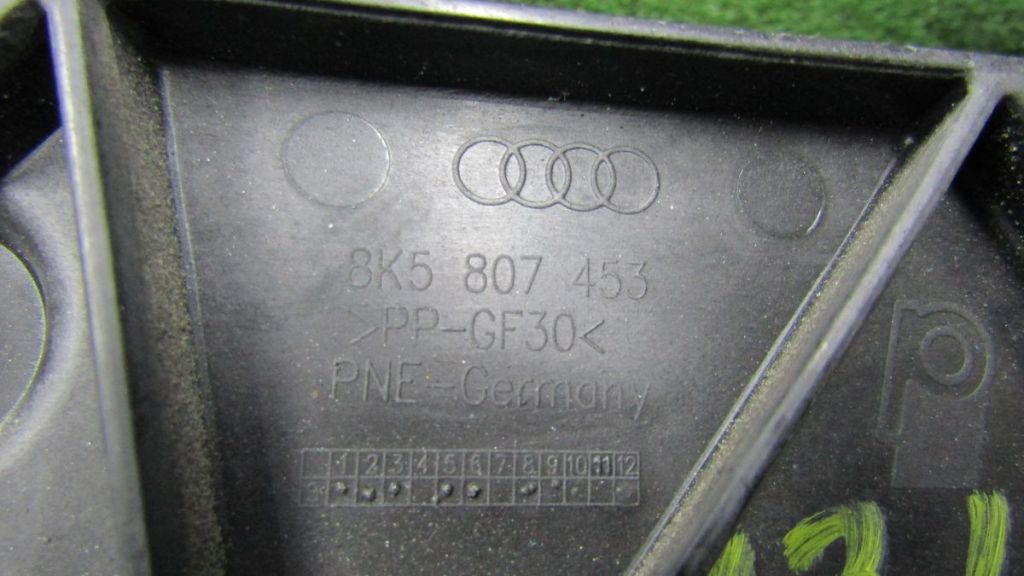 8K5 807 453
>PP-GF30<
PNE-Germany
1 2 3 4 5 6 7 8 9 10 11 12